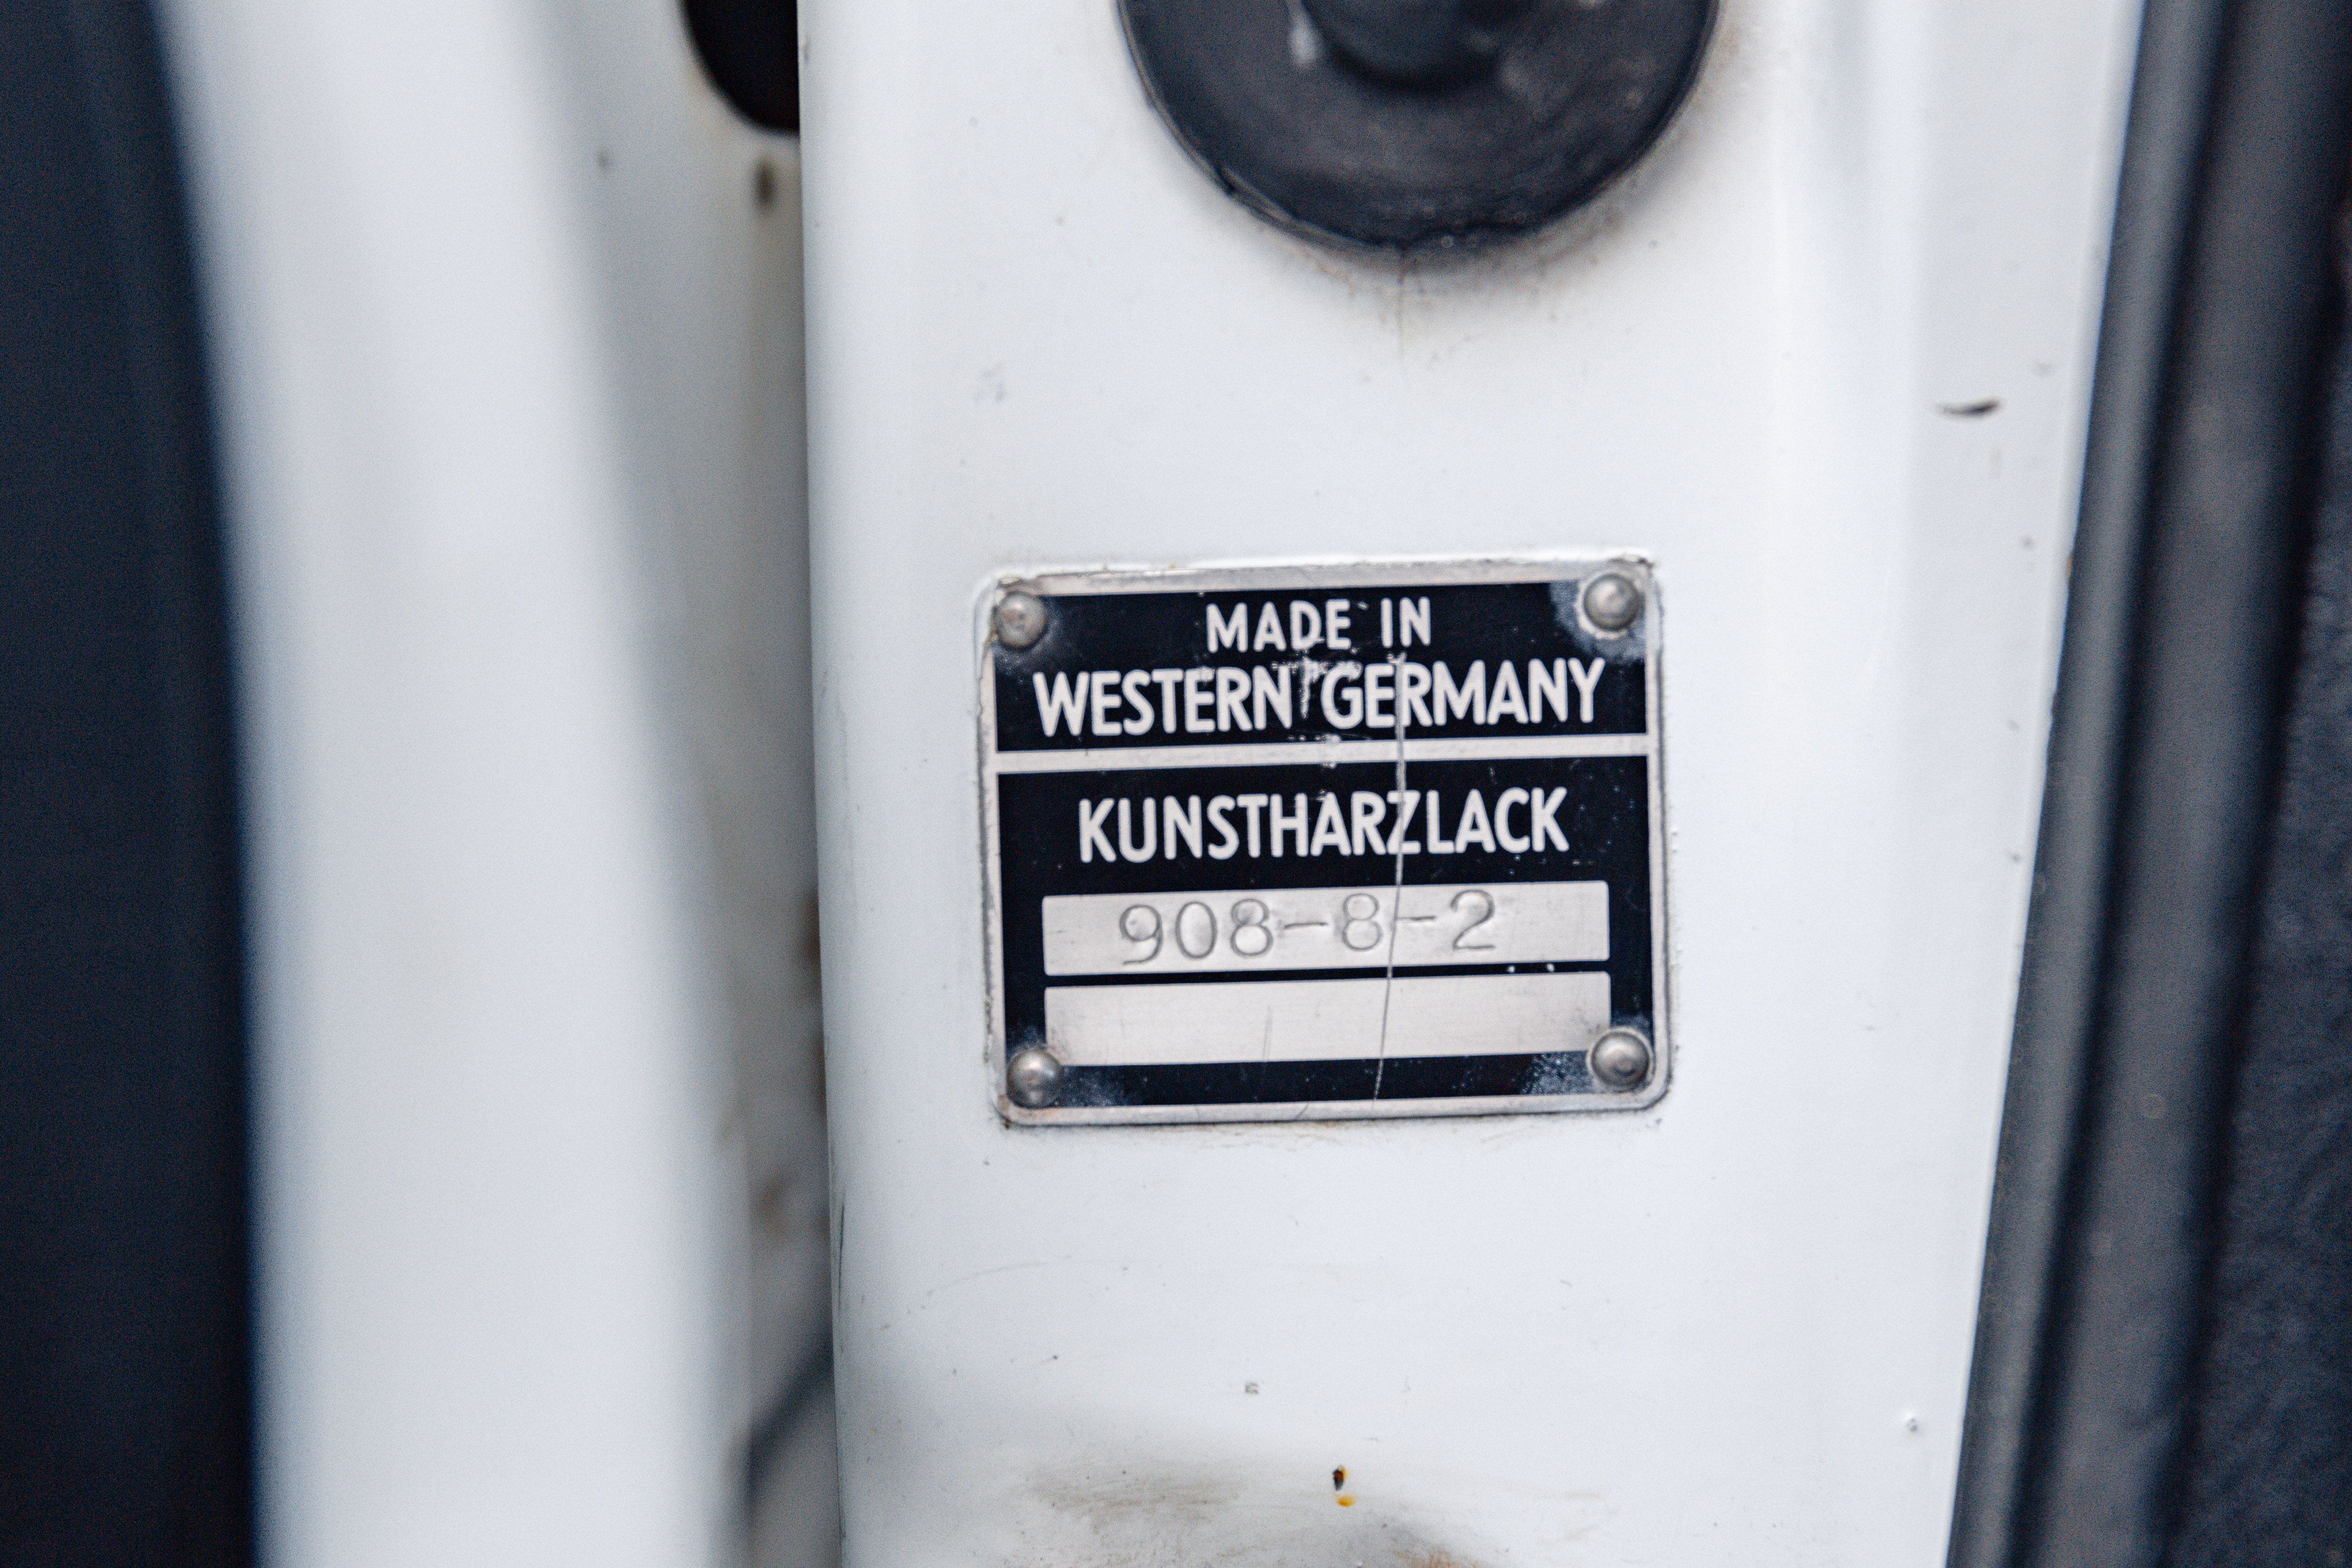 MADE IN
WESTERN GERMANY
KUNSTHARZLACK
908-8-2